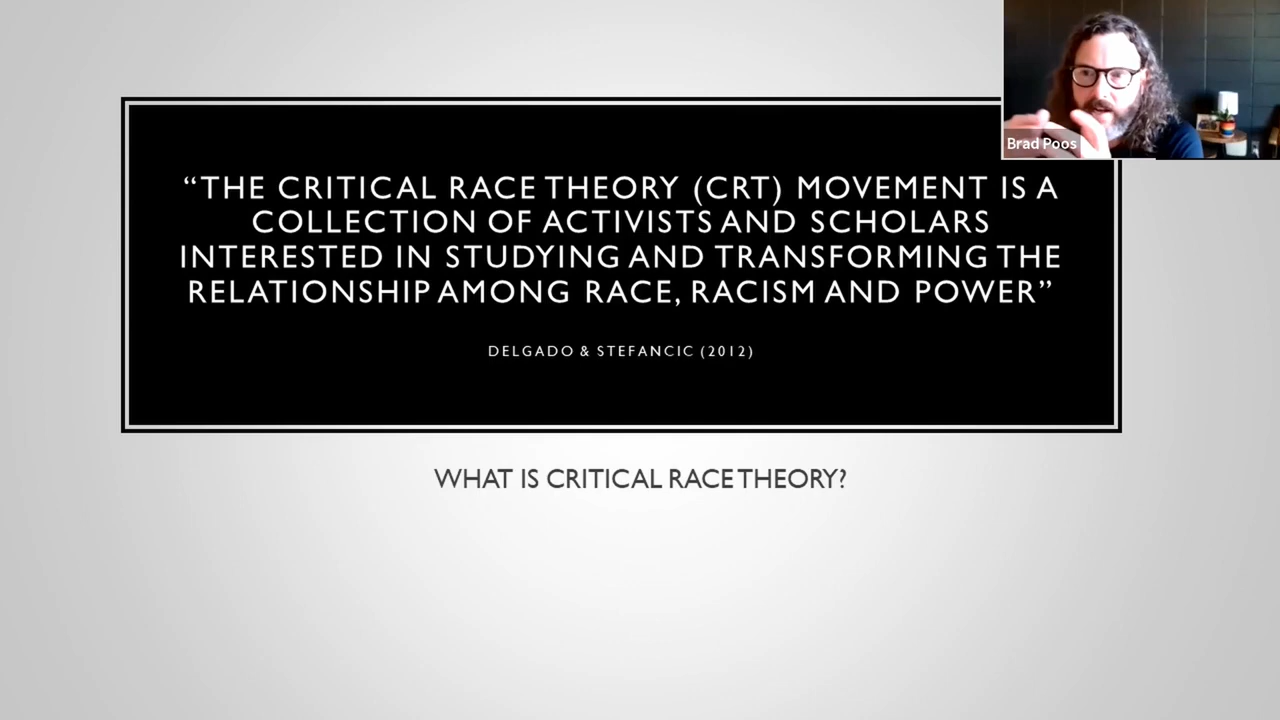 Brad Poos
“THE CRITICAL RACE THEORY (CRT) MOVEMENT IS A
COLLECTION OF ACTIVISTS AND SCHOLARS
INTERESTED IN STUDYING AND TRANSFORMING THE
RELATIONSHIP AMONG RACE, RACISM AND POWER”
DELGADO & STEFANCIC (2012)
WHAT IS CRITICAL RACE THEORY?